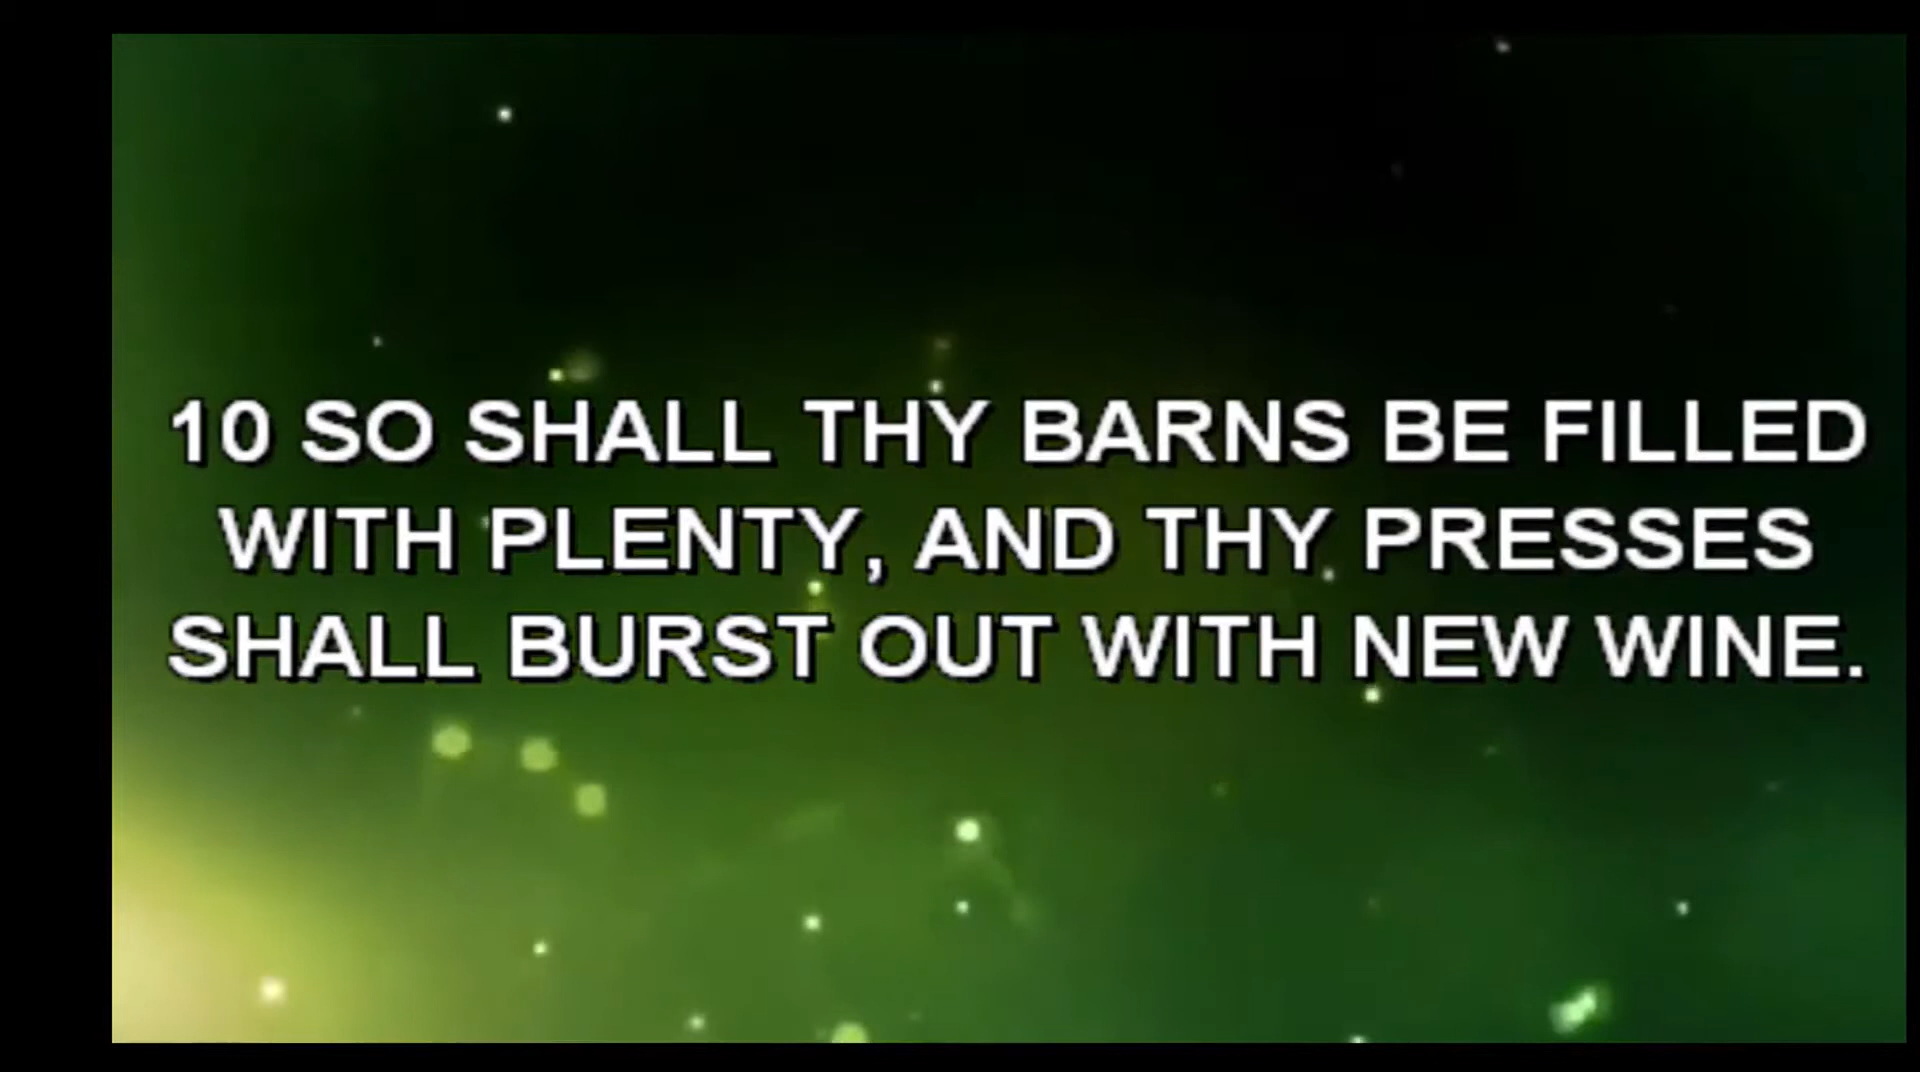 10 SO SHALL THY BARNS BE FILLED
WITH PLENTY, AND THY PRESSES
SHALL BURST OUT WITH NEW WINE.